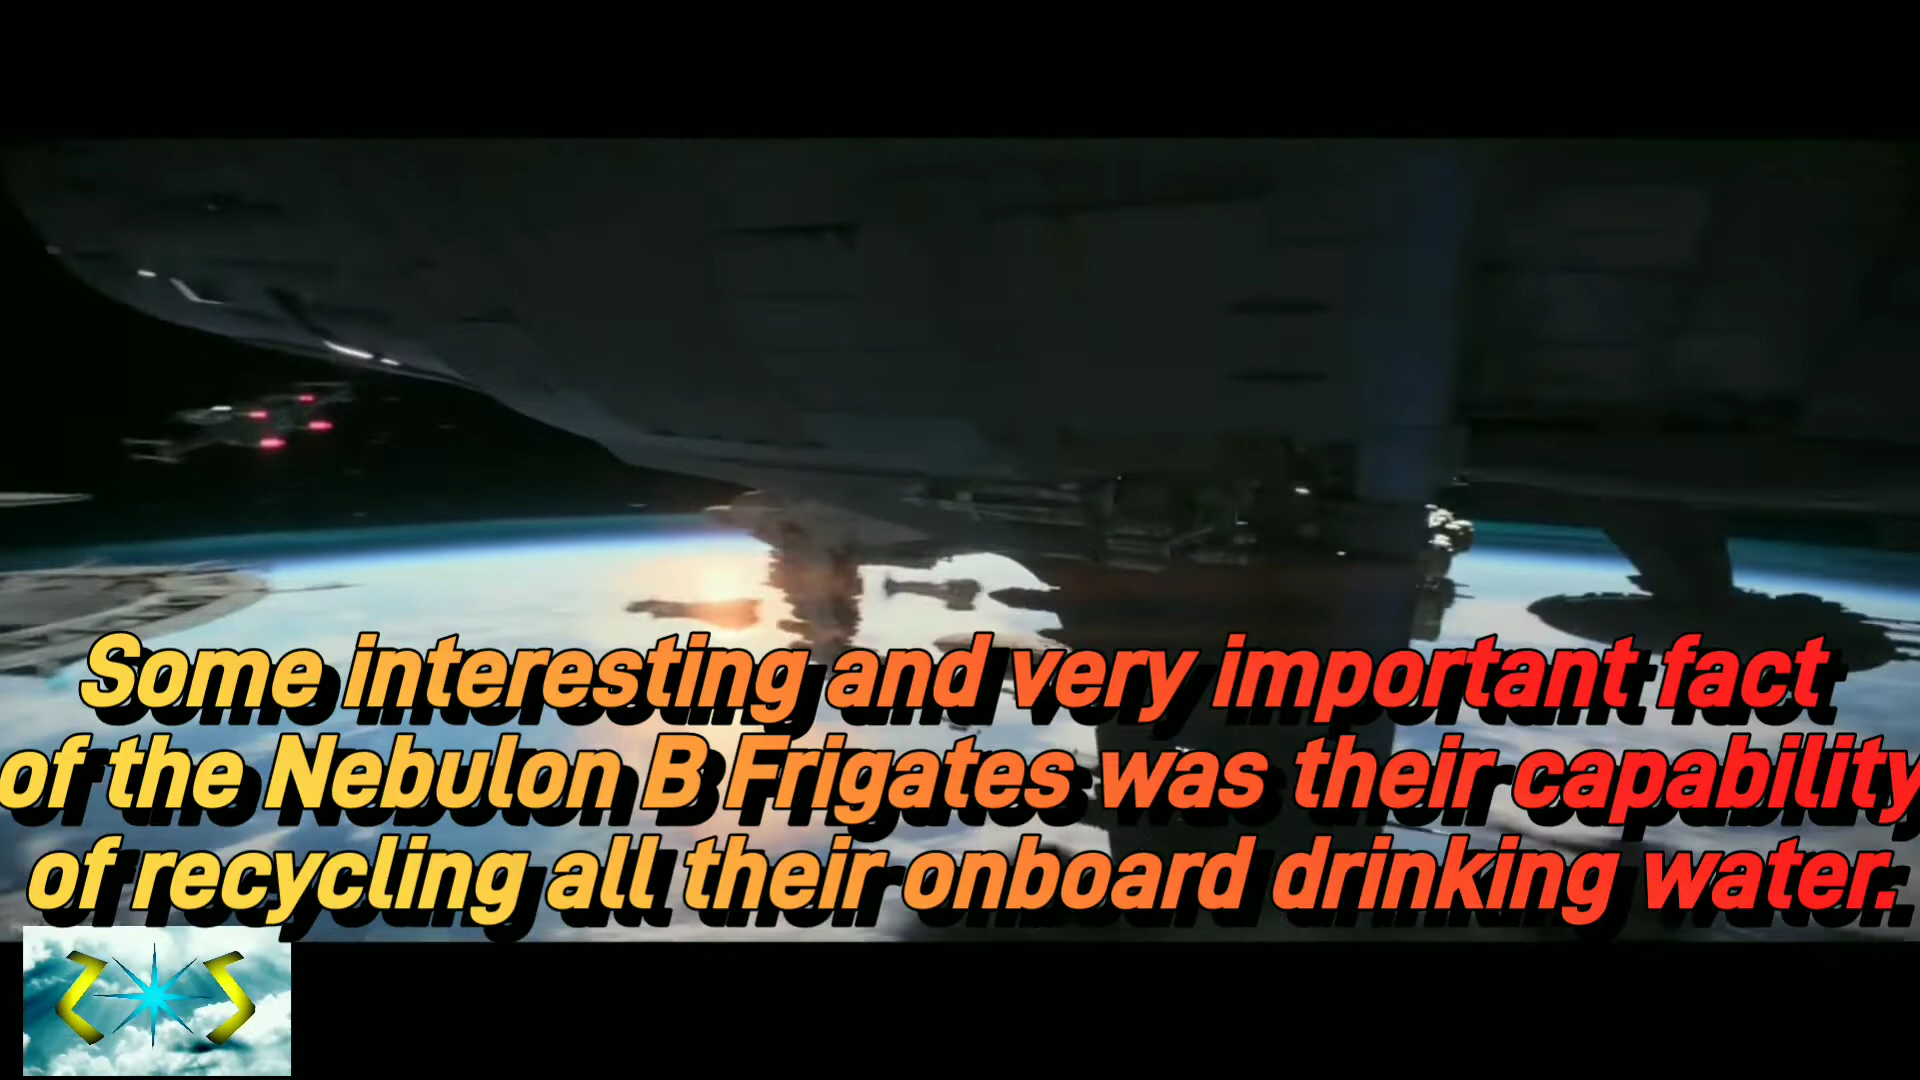 Some interesting and very important fact
of the Nebulon B Frigates was their capability
of recycling all their onboard drinking water.